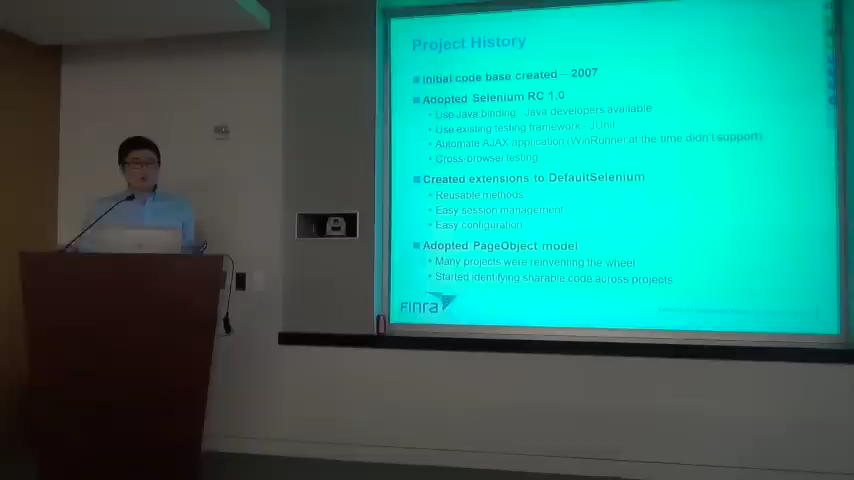 Project History
Initial code base created – 2007
Adopted Selenium RC 1.0
Use Java binding - Java developers available
Use existing testing framework - JUnit
Automate AJAX application (WinRunner at the time didn't support)
Cross-browser testing
Created extensions to DefaultSelenium
Reusable methods
Easy session management
Easy configuration
Adopted PageObject model
Many projects were reinventing the wheel
Started identifying sharable code across projects
Finra